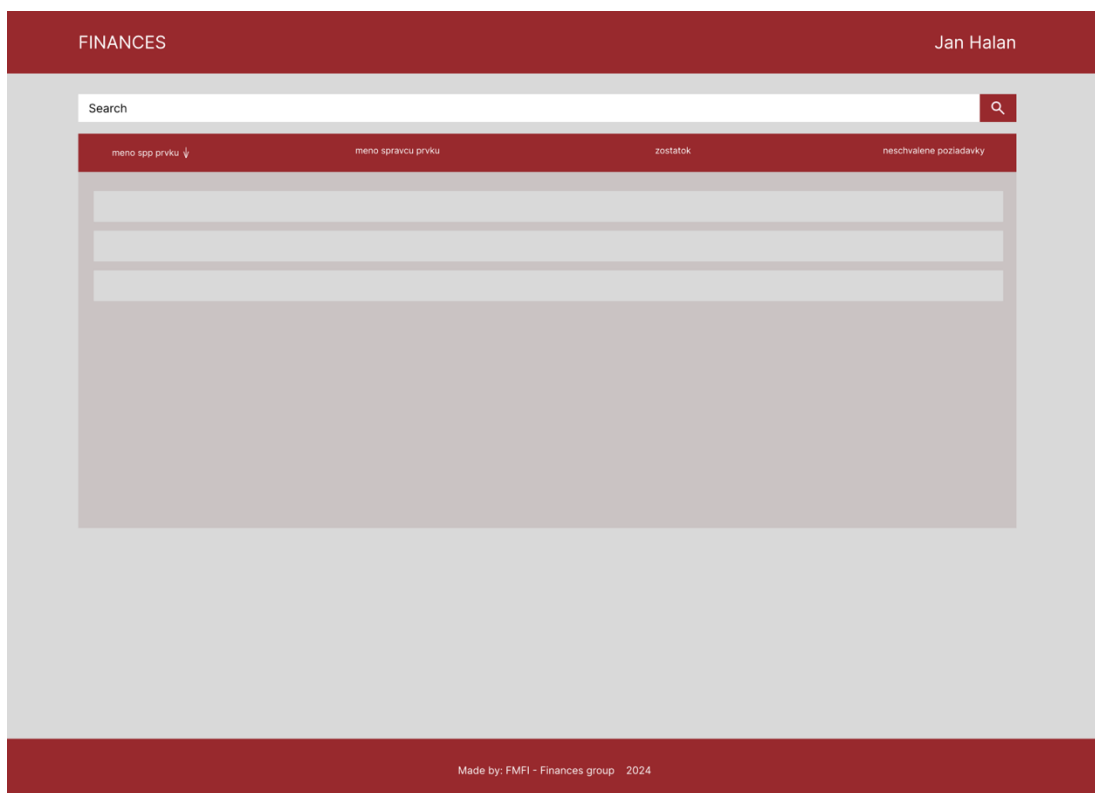 FINANCES Jan Halan
Search
meno spp prvku meno spravcu prvku zostatok neschvalene poziadavky
Made by: FMFI - Finances group 2024